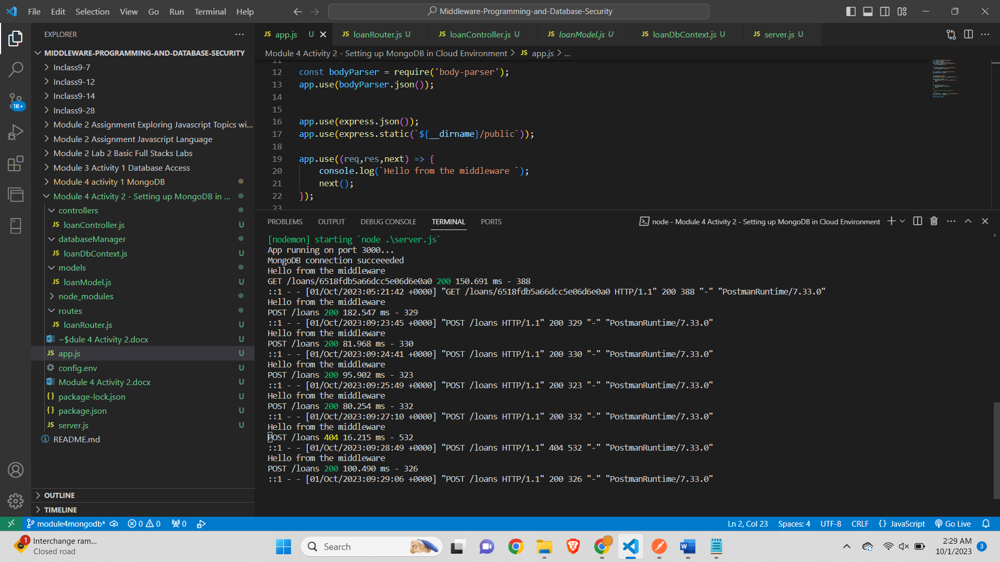 File Edit Selection View Go Run Terminal Help
Middleware-Programming-and-Database-Security
EXPLORER
MIDDLEWARE-PROGRAMMING-AND-DATABASE-SECURITY
Inclass9-7
Inclass9-12
Inclass9-14
Inclass9-28
Module 2 Assignment Exploring Javascript Topics wi...
Module 2 Assignment Javascript Language
Module 2 Lab 2 Basic Full Stacks Labs
Module 3 Activity 1 Database Access
Module 4 activity 1 MongoDB
Module 4 Activity 2 - Setting up MongoDB in ...
controllers
JS loanController.js U
databaseManager
JS loanDbContext.js U
models
JS loanModel.js U
node_modules
routes
JS loanRouter.js U
~$dule 4 Activity 2.docx U
JS app.js U
config.env U
Module 4 Activity 2.docx U
{} package-lock.json U
{} package.json U
JS server.js U
README.md
OUTLINE
TIMELINE
1K+
JS app.js U JS loanRouter.js U JS loanController.js U JS loanModel.js U JS loanDbContext.js U JS server.js U
Module 4 Activity 2 - Setting up MongoDB in Cloud Environment > JS app.js > ...
11
12 const bodyParser = require('body-parser');
13 app.use(bodyParser.json());
14
15
16 app.use(express.json());
17 app.use(express.static(`${__dirname}/public`));
18
19 app.use((req,res,next) => {
20 console.log(`Hello from the middleware `);
21 next();
22 });
23
PROBLEMS OUTPUT DEBUG CONSOLE TERMINAL PORTS
node - Module 4 Activity 2 - Setting up MongoDB in Cloud Environment
[nodemon] starting `node .\server.js`
App running on port 3000...
MongoDB connection succeeeded
Hello from the middleware
GET /loans/6518fdb5a66dcc5e06d6e0a0 200 150.691 ms - 388
::1 - - [01/Oct/2023:05:21:42 +0000] "GET /loans/6518fdb5a66dcc5e06d6e0a0 HTTP/1.1" 200 388 "-" "PostmanRuntime/7.33.0"
Hello from the middleware
POST /loans 200 182.547 ms - 329
::1 - - [01/Oct/2023:09:23:45 +0000] "POST /loans HTTP/1.1" 200 329 "-" "PostmanRuntime/7.33.0"
Hello from the middleware
POST /loans 200 81.968 ms - 330
::1 - - [01/Oct/2023:09:24:41 +0000] "POST /loans HTTP/1.1" 200 330 "-" "PostmanRuntime/7.33.0"
Hello from the middleware
POST /loans 200 95.902 ms - 323
::1 - - [01/Oct/2023:09:25:49 +0000] "POST /loans HTTP/1.1" 200 323 "-" "PostmanRuntime/7.33.0"
Hello from the middleware
POST /loans 200 80.254 ms - 332
::1 - - [01/Oct/2023:09:27:10 +0000] "POST /loans HTTP/1.1" 200 332 "-" "PostmanRuntime/7.33.0"
Hello from the middleware
POST /loans 404 16.215 ms - 532
::1 - - [01/Oct/2023:09:28:49 +0000] "POST /loans HTTP/1.1" 404 532 "-" "PostmanRuntime/7.33.0"
Hello from the middleware
POST /loans 200 100.490 ms - 326
::1 - - [01/Oct/2023:09:29:06 +0000] "POST /loans HTTP/1.1" 200 326 "-" "PostmanRuntime/7.33.0"
module4mongodb* 0 0 0
Ln 2, Col 23 Spaces: 4 UTF-8 CRLF {} JavaScript Go Live
1 Interchange ram...
Closed road
Search
2:29 AM
10/1/2023
3